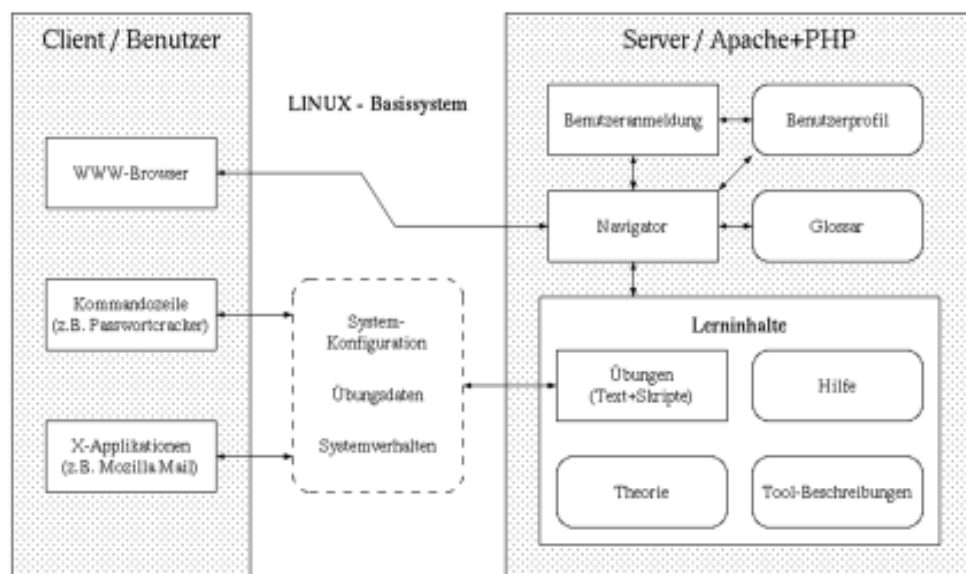 Client / Benutzer
WWW-Browser
Kommandozeile
(z.B. Passwortcracker)
X-Applikationen
(z.B. Mozilla Mail)
LINUX - Basissystem
System-
Konfiguration
Übungsdaten
Systemverhalten
Server / Apache+PHP
Benutzeranmeldung
Benutzerprofil
Navigator
Glossar
Lerninhalte
Übungen
(Text+Skripte)
Hilfe
Theorie
Tool-Beschreibungen